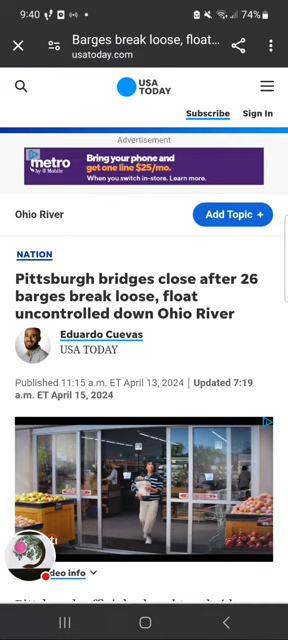 9:40
74%
Barges break loose, float...
usatoday.com
USA
TODAY
Subscribe
Sign In
Advertisement
metro
by T Mobile
Bring your phone and
get one line $25/mo.
When you switch in-store. Learn more.
Ohio River
Add Topic +
NATION
Pittsburgh bridges close after 26
barges break loose, float
uncontrolled down Ohio River
Eduardo Cuevas
USA TODAY
Published 11:15 a.m. ET April 13, 2024 | Updated 7:19
a.m. ET April 15, 2024
deo info